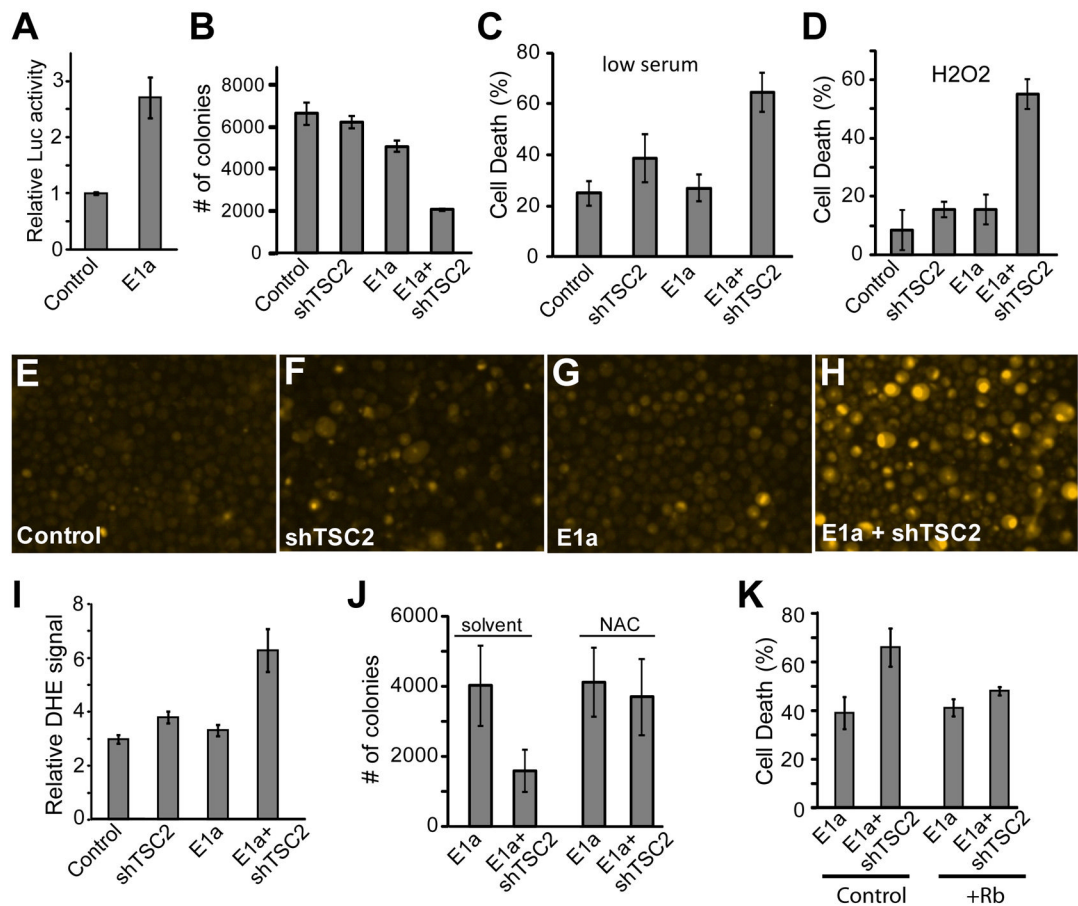 A
Relative Luc activity
3
2
1
0
Control
E1a
B
# of colonies
8000
6000
4000
2000
0
Control
shTSC2
E1a
E1a+
shTSC2
C
low serum
Cell Death (%)
80
60
40
20
0
Control
shTSC2
E1a
E1a+
shTSC2
D
H2O2
Cell Death (%)
60
40
20
0
Control
shTSC2
E1a
E1a+
shTSC2
E
Control
F
shTSC2
G
E1a
H
E1a + shTSC2
I
Relative DHE signal
8
6
4
2
0
Control
shTSC2
E1a
E1a+
shTSC2
J
# of colonies
6000
4000
2000
0
solvent
NAC
E1a
E1a+
shTSC2
E1a
E1a+
shTSC2
K
Cell Death (%)
80
60
40
20
0
E1a
E1a+
shTSC2
E1a
E1a+
shTSC2
Control
+Rb